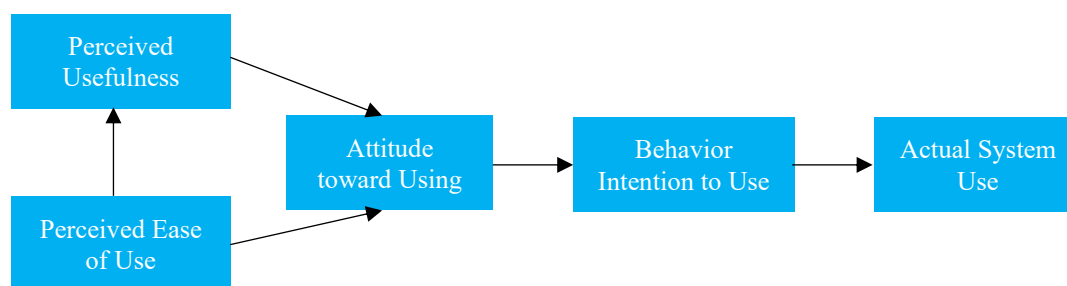 Perceived
Usefulness
Perceived Ease
of Use
Attitude
toward Using
Behavior
Intention to Use
Actual System
Use